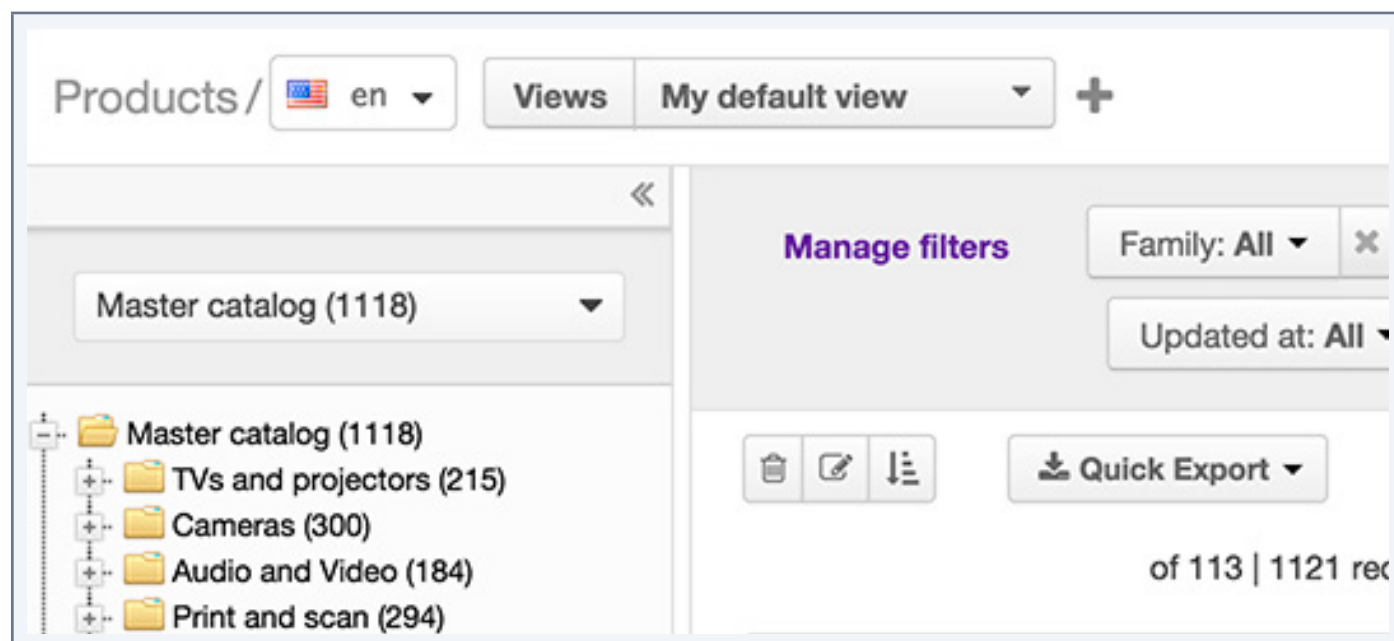 Products / en Views My default view
Manage filters Family: All
Master catalog (1118)
Updated at: All
Master catalog (1118)
TVs and projectors (215)
Quick Export
Cameras (300)
Audio and Video (184)
of 113 | 1121
Print and scan (294)